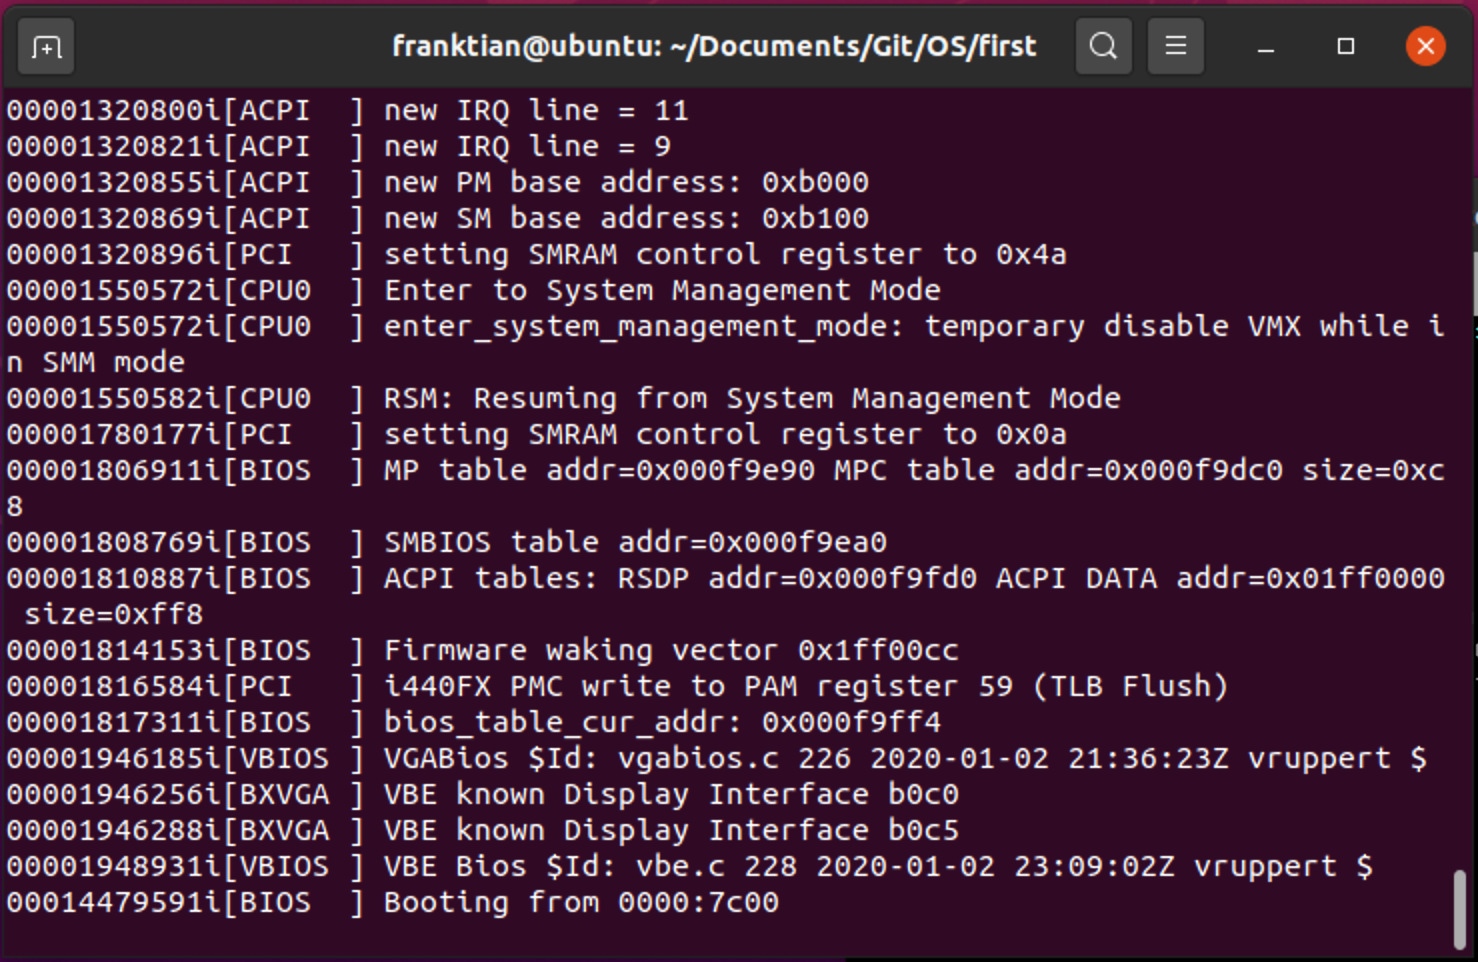 franktian@ubuntu: ~/Documents/Git/OS/first
00001320800i[ACPI  ] new IRQ line = 11
00001320821i[ACPI  ] new IRQ line = 9
00001320855i[ACPI  ] new PM base address: 0xb000
00001320869i[ACPI  ] new SM base address: 0xb100
00001320896i[PCI   ] setting SMRAM control register to 0x4a
00001550572i[CPU0  ] Enter to System Management Mode
00001550572i[CPU0  ] enter_system_management_mode: temporary disable VMX while i
n SMM mode
00001550582i[CPU0  ] RSM: Resuming from System Management Mode
00001780177i[PCI   ] setting SMRAM control register to 0x0a
00001806911i[BIOS  ] MP table addr=0x000f9e90 MPC table addr=0x000f9dc0 size=0xc
8
00001808769i[BIOS  ] SMBIOS table addr=0x000f9ea0
00001810887i[BIOS  ] ACPI tables: RSDP addr=0x000f9fd0 ACPI DATA addr=0x01ff0000
 size=0xff8
00001814153i[BIOS  ] Firmware waking vector 0x1ff00cc
00001816584i[PCI   ] i440FX PMC write to PAM register 59 (TLB Flush)
00001817311i[BIOS  ] bios_table_cur_addr: 0x000f9ff4
00001946185i[VBIOS ] VGABios $Id: vgabios.c 226 2020-01-02 21:36:23Z vruppert $
00001946256i[BXVGA ] VBE known Display Interface b0c0
00001946288i[BXVGA ] VBE known Display Interface b0c5
00001948931i[VBIOS ] VBE Bios $Id: vbe.c 228 2020-01-02 23:09:02Z vruppert $
00014479591i[BIOS  ] Booting from 0000:7c00